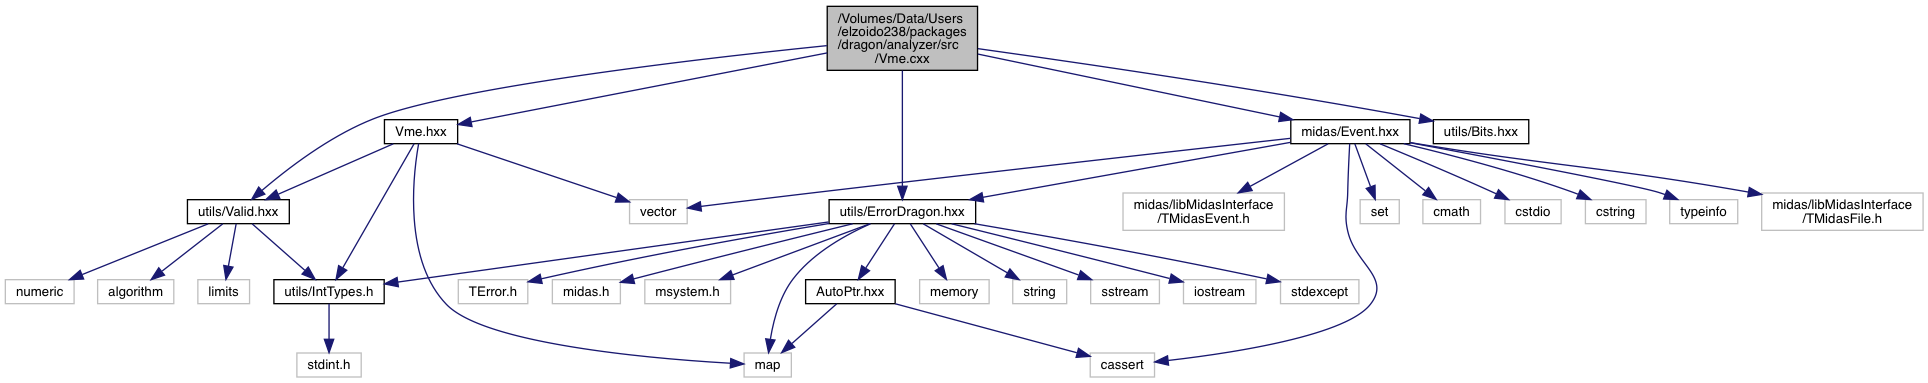 /Volumes/Data/Users
/elzoido238/packages
/dragon/analyzer/src
/Vme.cxx
Vme.hxx
midas/Event.hxx
utils/Bits.hxx
utils/Valid.hxx
vector
utils/ErrorDragon.hxx
midas/libMidasInterface
/TMidasEvent.h
set
cmath
cstdio
cstring
typeinfo
midas/libMidasInterface
/TMidasFile.h
numeric
algorithm
limits
utils/IntTypes.h
TError.h
midas.h
msystem.h
AutoPtr.hxx
memory
string
sstream
iostream
stdexcept
stdint.h
map
cassert